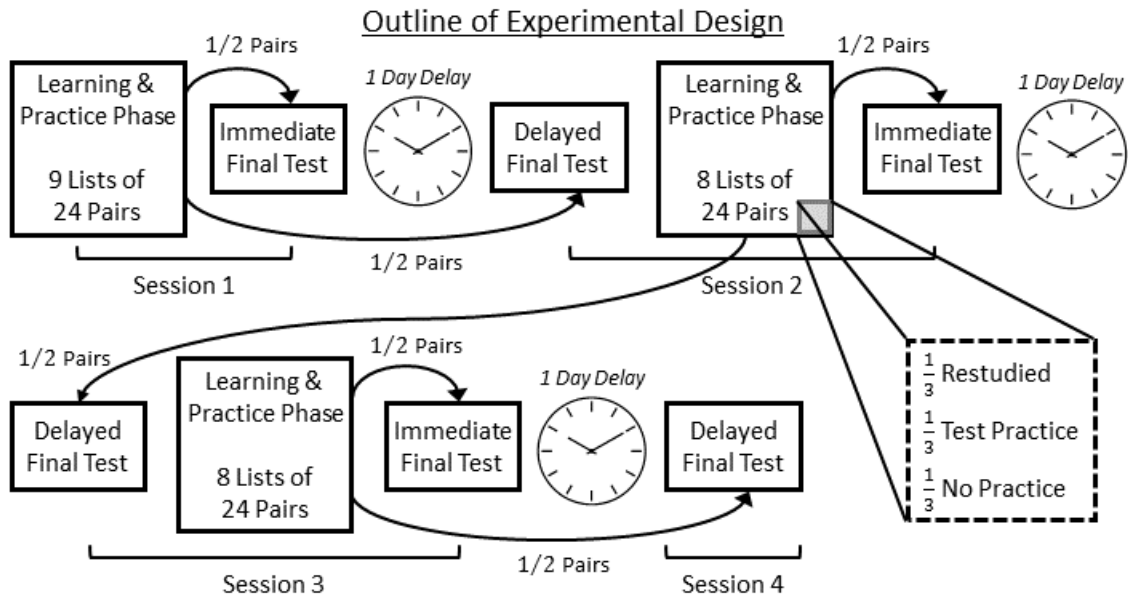 Outline of Experimental Design
1/2 Pairs
Learning &
Practice Phase
9 Lists of
24 Pairs
Immediate
Final Test
1 Day Delay
Delayed
Final Test
1/2 Pairs
Session 1
Learning &
Practice Phase
8 Lists of
24 Pairs
1/2 Pairs
Immediate
Final Test
1 Day Delay
Session 2
1/2 Pairs
Delayed
Final Test
Learning &
Practice Phase
8 Lists of
24 Pairs
1/2 Pairs
Immediate
Final Test
1 Day Delay
Delayed
Final Test
1/2 Pairs
Session 3
Session 4
1/3 Restudied
1/3 Test Practice
1/3 No Practice